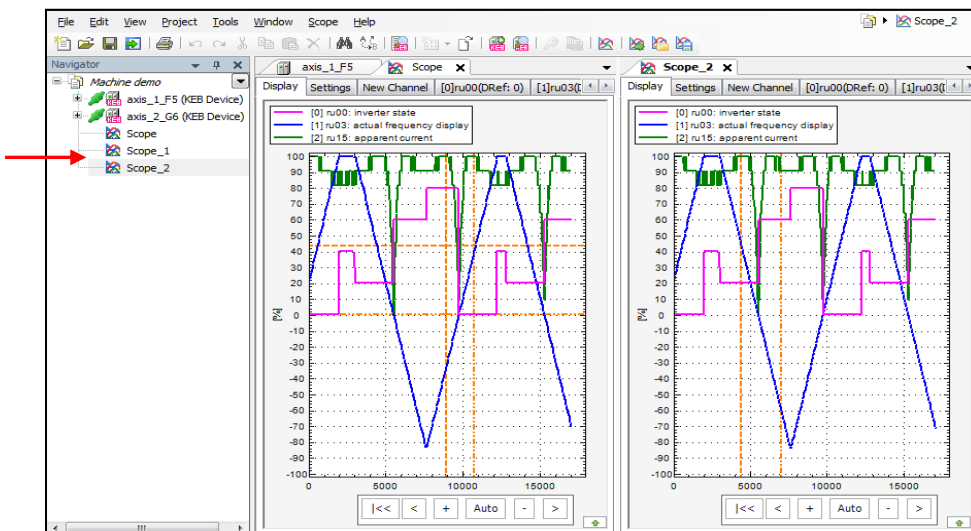 File Edit View Project Tools Window Scope Help
Scope_2
Navigator
Machine demo
axis_1_F5 (KEB Device)
axis_2_G6 (KEB Device)
Scope
Scope_1
Scope_2
axis_1_F5 Scope
Display Settings New Channel [0]ru00(DRef: 0) [1]ru03(D
[0] ru00: inverter state
[1] ru03: actual frequency display
[2] ru15: apparent current
100
90
80
70
60
50
40
30
20
10
0
-10
-20
-30
-40
-50
-60
-70
-80
-90
-100
[%]
0 5000 10000 15000
|<< < + Auto - >
Scope_2
Display Settings New Channel [0]ru00(DRef: 0) [1]ru03(
[0] ru00: inverter state
[1] ru03: actual frequency display
[2] ru15: apparent current
100
90
80
70
60
50
40
30
20
10
0
-10
-20
-30
-40
-50
-60
-70
-80
-90
-100
[%]
0 5000 10000 15000
|<< < + Auto - >